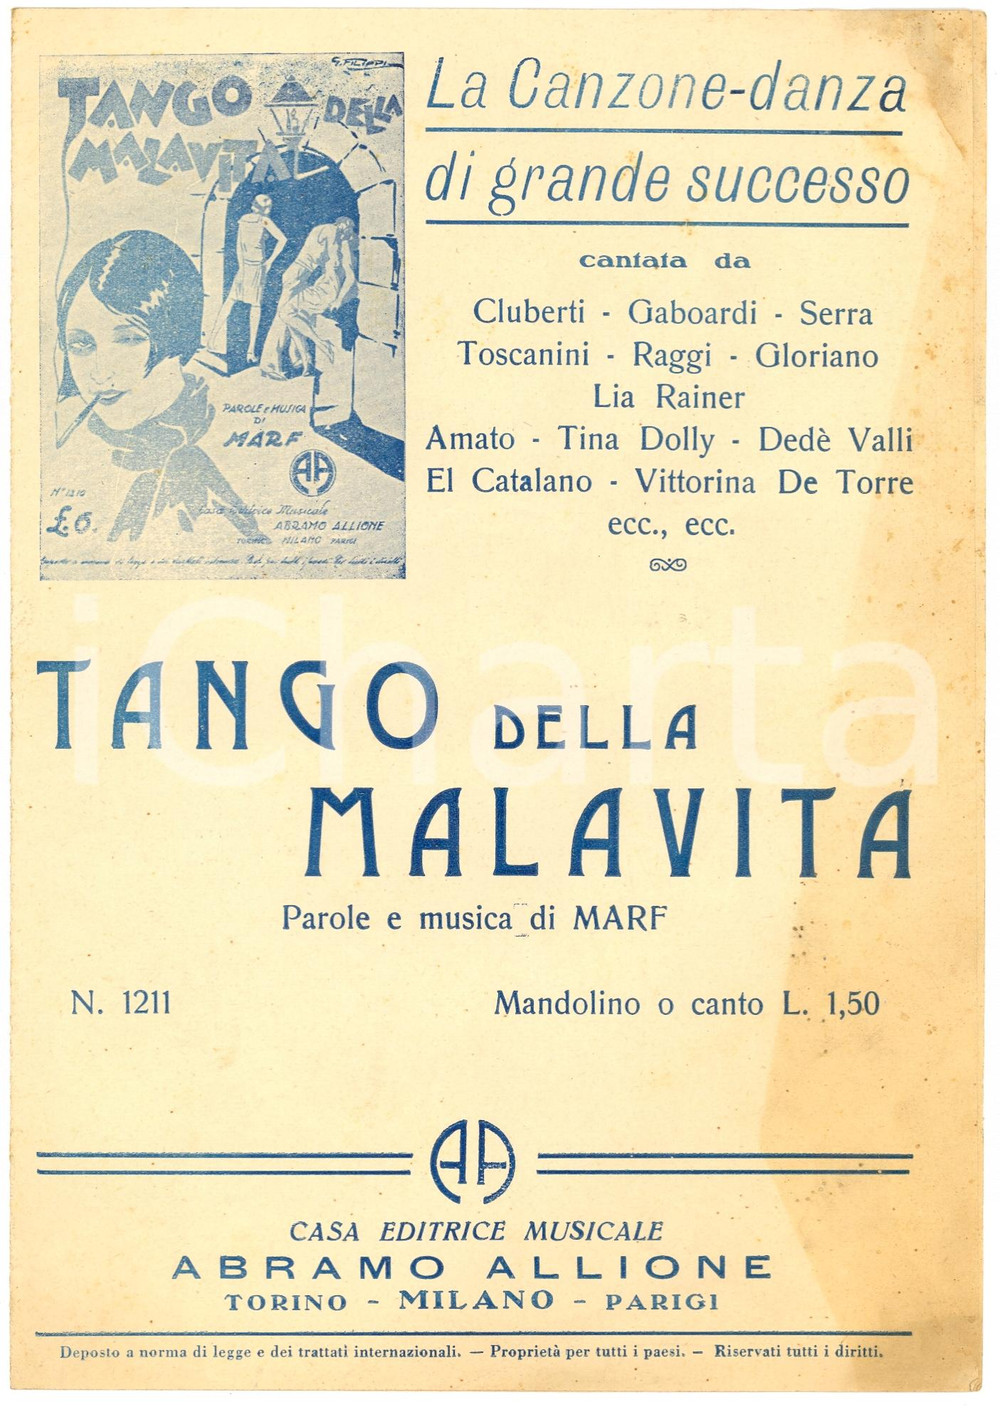 G. FILIPPI
TANGO DELLA
MALAVITA
PAROLE E MUSICA
DI
MARF
AA
N° 1210
£ 6.
Casa Editrice Musicale
ABRAMO ALLIONE
TORINO MILANO PARIGI
La Canzone-danza
di grande successo
cantata da
Cluberti - Gaboardi - Serra
Toscanini - Raggi - Gloriano
Lia Rainer
Amato - Tina Dolly - Dedè Valli
El Catalano - Vittorina De Torre
ecc., ecc.
iCharta
TANGO DELLA
MALAVITA
Parole e musica di MARF
N. 1211
Mandolino o canto L. 1,50
AA
CASA EDITRICE MUSICALE
ABRAMO ALLIONE
TORINO - MILANO - PARIGI
Deposto a norma di legge e dei trattati internazionali. — Proprietà per tutti i paesi. — Riservati tutti i diritti.